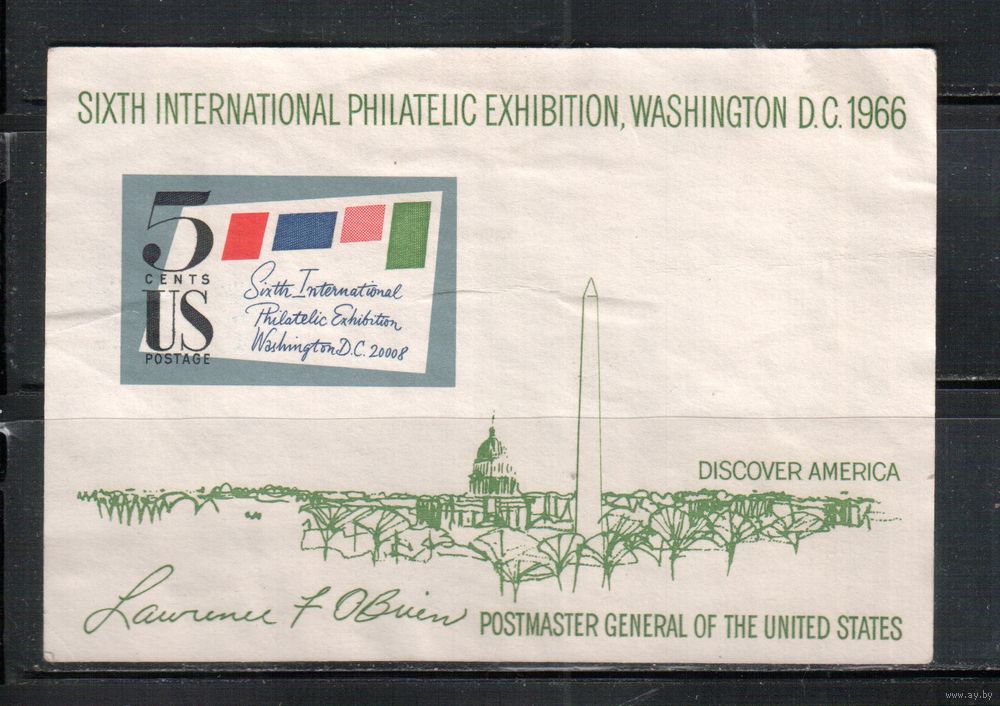 SIXTH INTERNATIONAL PHILATELIC EXHIBITION, WASHINGTON D.C. 1966
5
CENTS
US
POSTAGE
Sixth International
Philatelic Exhibition
Washington D.C. 20008
DISCOVER AMERICA
Lawrence F O'Brien
POSTMASTER GENERAL OF THE UNITED STATES
www.ay.by